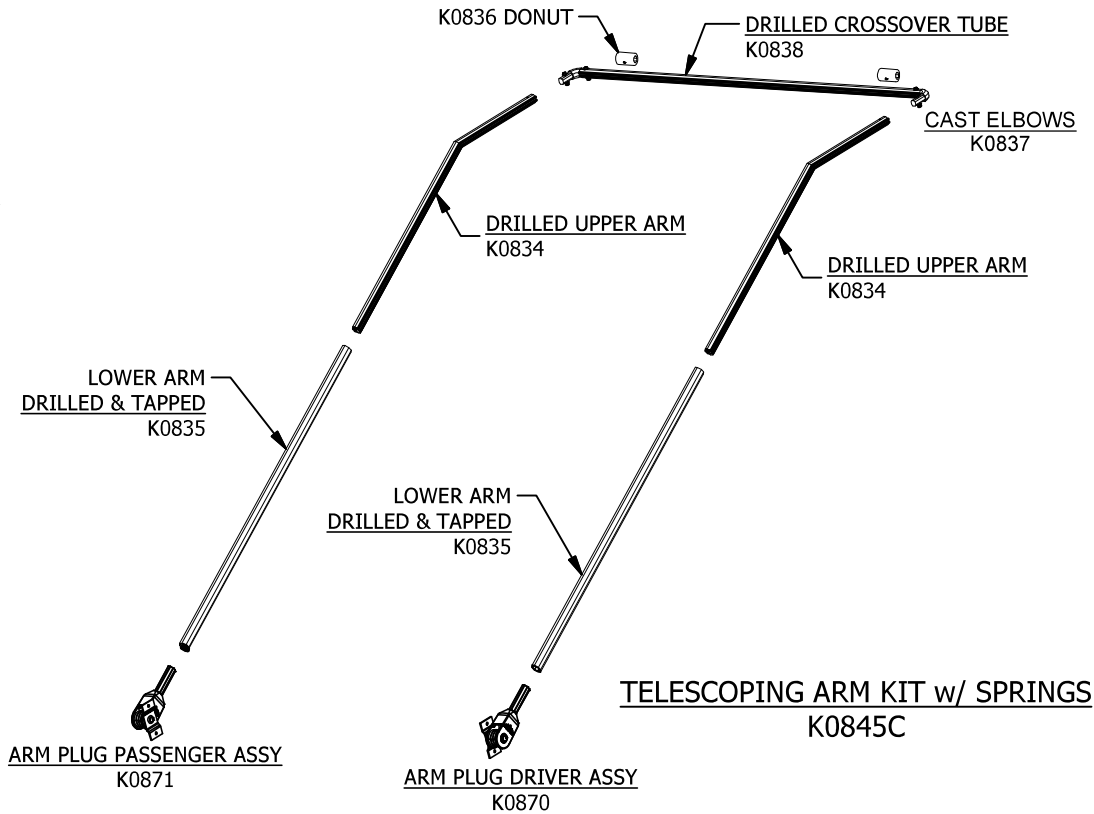 K0836 DONUT
DRILLED CROSSOVER TUBE
K0838
CAST ELBOWS
K0837
DRILLED UPPER ARM
K0834
DRILLED UPPER ARM
K0834
LOWER ARM
DRILLED & TAPPED
K0835
LOWER ARM
DRILLED & TAPPED
K0835
TELESCOPING ARM KIT w/ SPRINGS
K0845C
ARM PLUG PASSENGER ASSY
K0871
ARM PLUG DRIVER ASSY
K0870